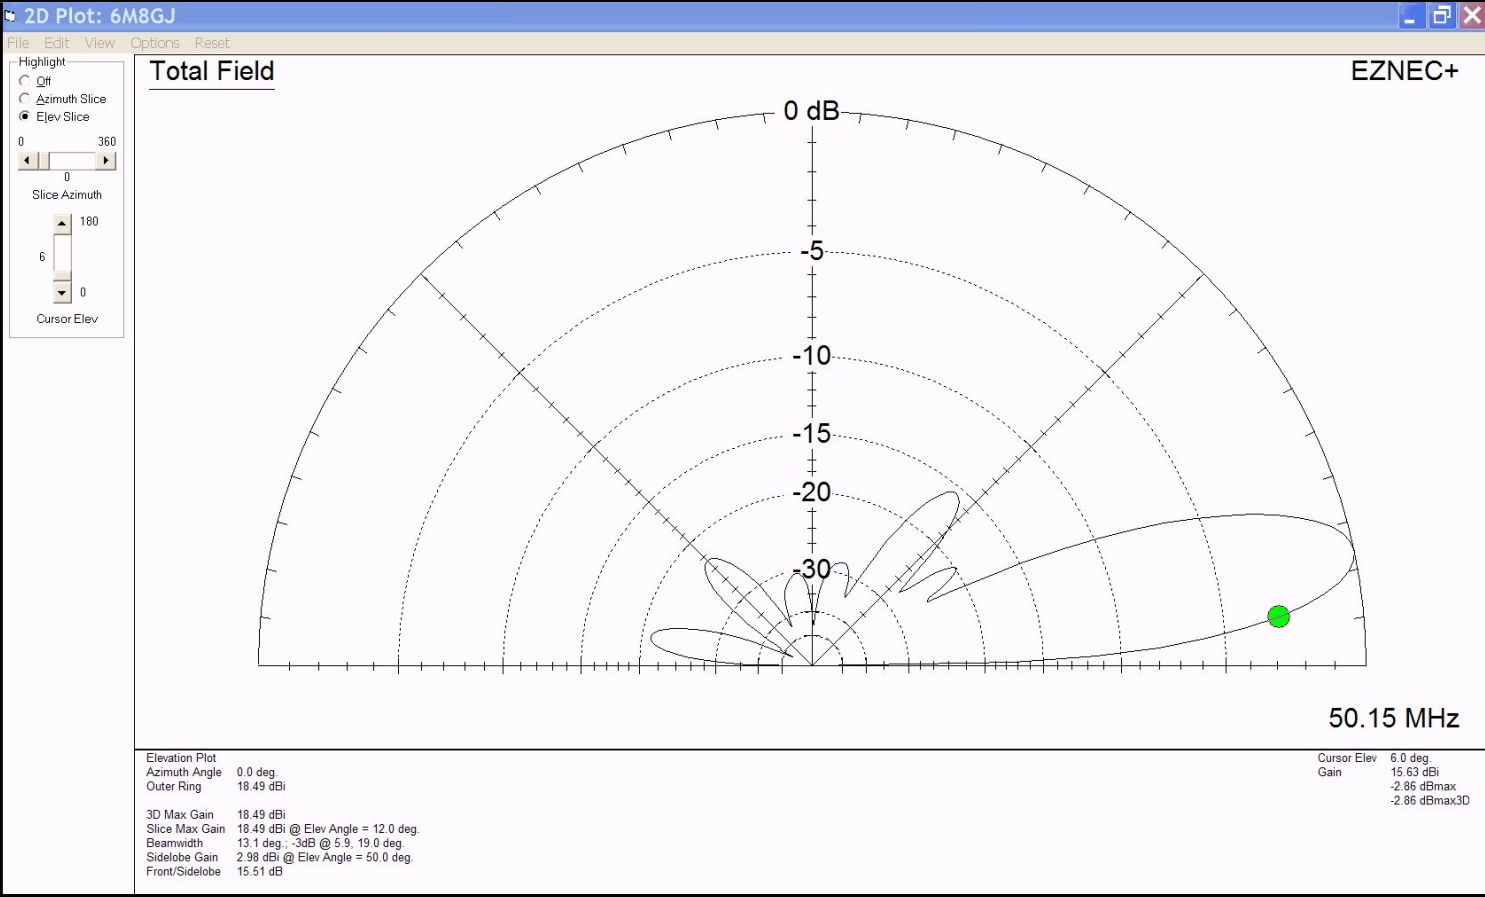 2D Plot: 6M8GJ
File Edit View Options Reset
Highlight
Off
Azimuth Slice
Elev Slice
0 360
0
Slice Azimuth
180
6
0
Cursor Elev
Total Field
EZNEC+
0 dB
-5
-10
-15
-20
-30
50.15 MHz
Elevation Plot
Azimuth Angle 0.0 deg.
Outer Ring 18.49 dBi
3D Max Gain 18.49 dBi
Slice Max Gain 18.49 dBi @ Elev Angle = 12.0 deg.
Beamwidth 13.1 deg.; -3dB @ 5.9, 19.0 deg.
Sidelobe Gain 2.98 dBi @ Elev Angle = 50.0 deg.
Front/Sidelobe 15.51 dB
Cursor Elev 6.0 deg.
Gain 15.63 dBi
-2.86 dBmax
-2.86 dBmax3D